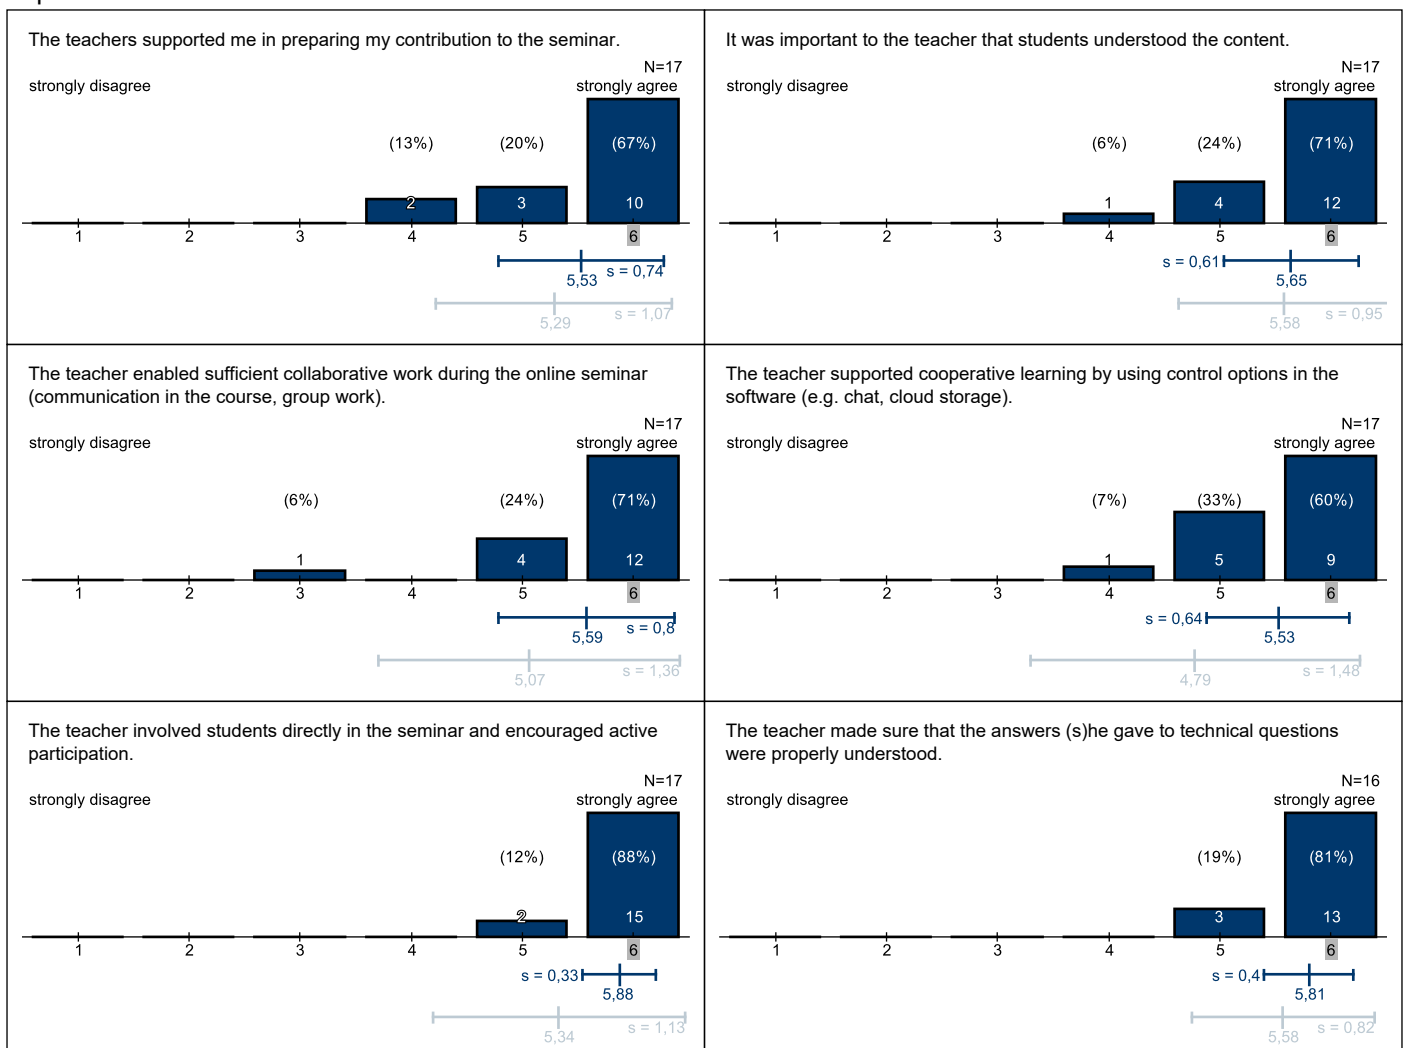 The teachers supported me in preparing my contribution to the seminar.
N=17
strongly disagree strongly agree
(13%) (20%) (67%)
2 3 10
1 2 3 4 5 6
s = 0,74
5,53
s = 1,07
5,29
It was important to the teacher that students understood the content.
N=17
strongly disagree strongly agree
(6%) (24%) (71%)
1 4 12
1 2 3 4 5 6
s = 0,61
5,65
s = 0,95
5,58
The teacher enabled sufficient collaborative work during the online seminar
(communication in the course, group work).
N=17
strongly disagree strongly agree
(6%) (24%) (71%)
1 4 12
1 2 3 4 5 6
s = 0,8
5,59
s = 1,36
5,07
The teacher supported cooperative learning by using control options in the
software (e.g. chat, cloud storage).
N=17
strongly disagree strongly agree
(7%) (33%) (60%)
1 5 9
1 2 3 4 5 6
s = 0,64
5,53
s = 1,48
4,79
The teacher involved students directly in the seminar and encouraged active
participation.
N=17
strongly disagree strongly agree
(12%) (88%)
2 15
1 2 3 4 5 6
s = 0,33
5,88
s = 1,13
5,34
The teacher made sure that the answers (s)he gave to technical questions
were properly understood.
N=16
strongly disagree strongly agree
(19%) (81%)
3 13
1 2 3 4 5 6
s = 0,4
5,81
s = 0,82
5,58